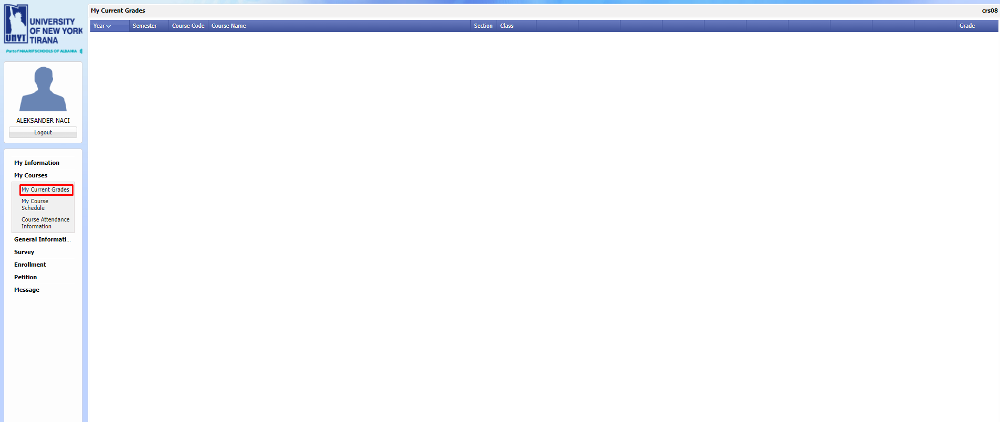 UNYT
UNIVERSITY
OF NEW YORK
TIRANA
Part of MAARIF SCHOOLS OF ALBANIA
ALEKSANDER NACI
Logout
My Information
My Courses
My Current Grades
My Course
Schedule
Course Attendance
Information
General Informati...
Survey
Enrollment
Petition
Message
My Current Grades crs08
Year Semester Course Code Course Name Section Class Grade